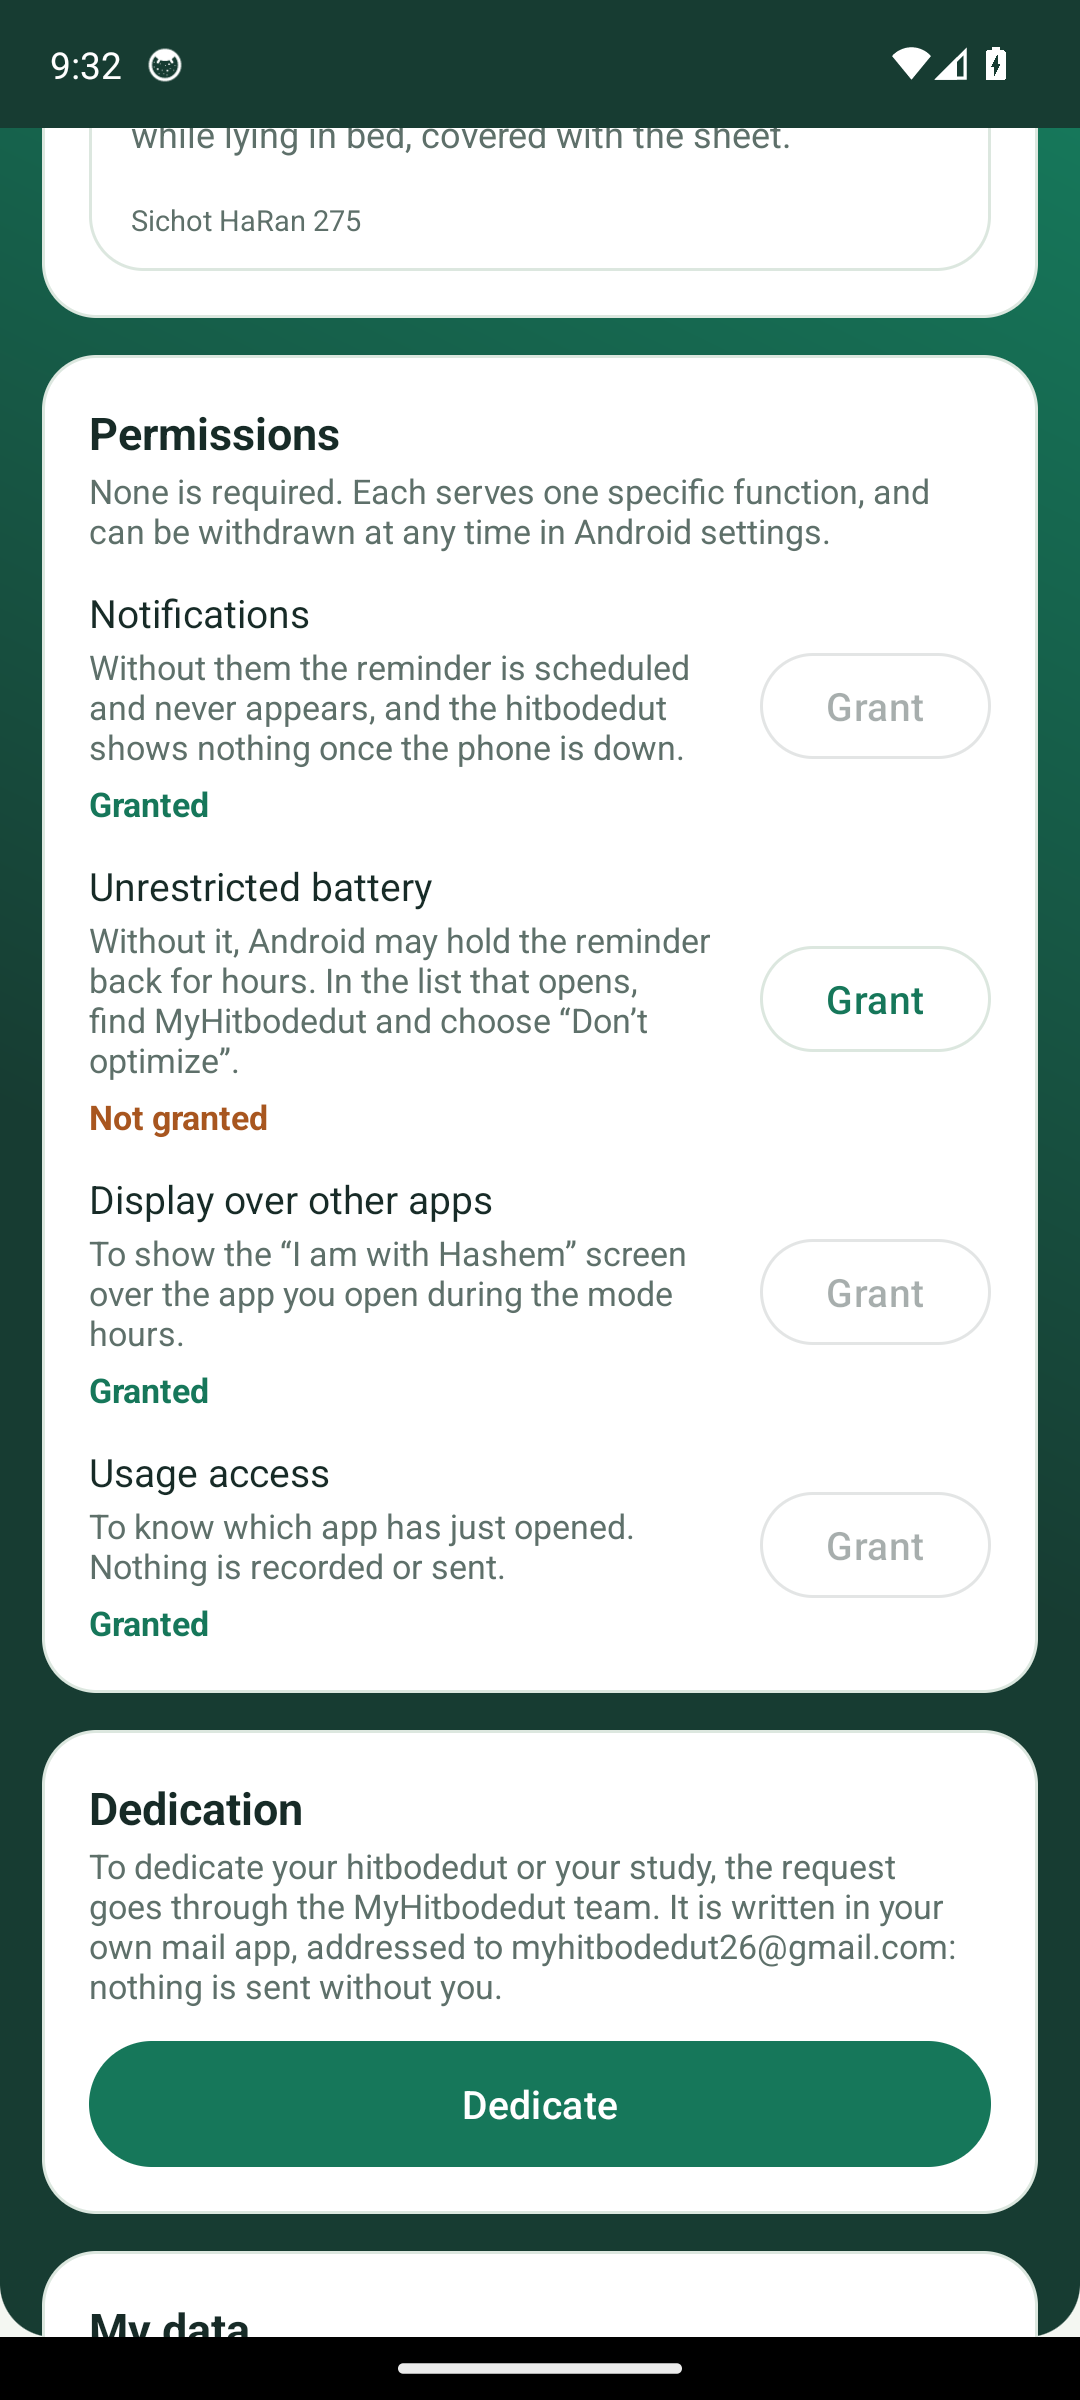 9:32
while lying in bed, covered with the sheet.
Sichot HaRan 275
Permissions
None is required. Each serves one specific function, and
can be withdrawn at any time in Android settings.
Notifications
Without them the reminder is scheduled
and never appears, and the hitbodedut
shows nothing once the phone is down.
Grant
Granted
Unrestricted battery
Without it, Android may hold the reminder
back for hours. In the list that opens,
find MyHitbodedut and choose “Don’t
optimize”.
Grant
Not granted
Display over other apps
To show the “I am with Hashem” screen
over the app you open during the mode
hours.
Grant
Granted
Usage access
To know which app has just opened.
Nothing is recorded or sent.
Grant
Granted
Dedication
To dedicate your hitbodedut or your study, the request
goes through the MyHitbodedut team. It is written in your
own mail app, addressed to myhitbodedut26@gmail.com:
nothing is sent without you.
Dedicate
My data